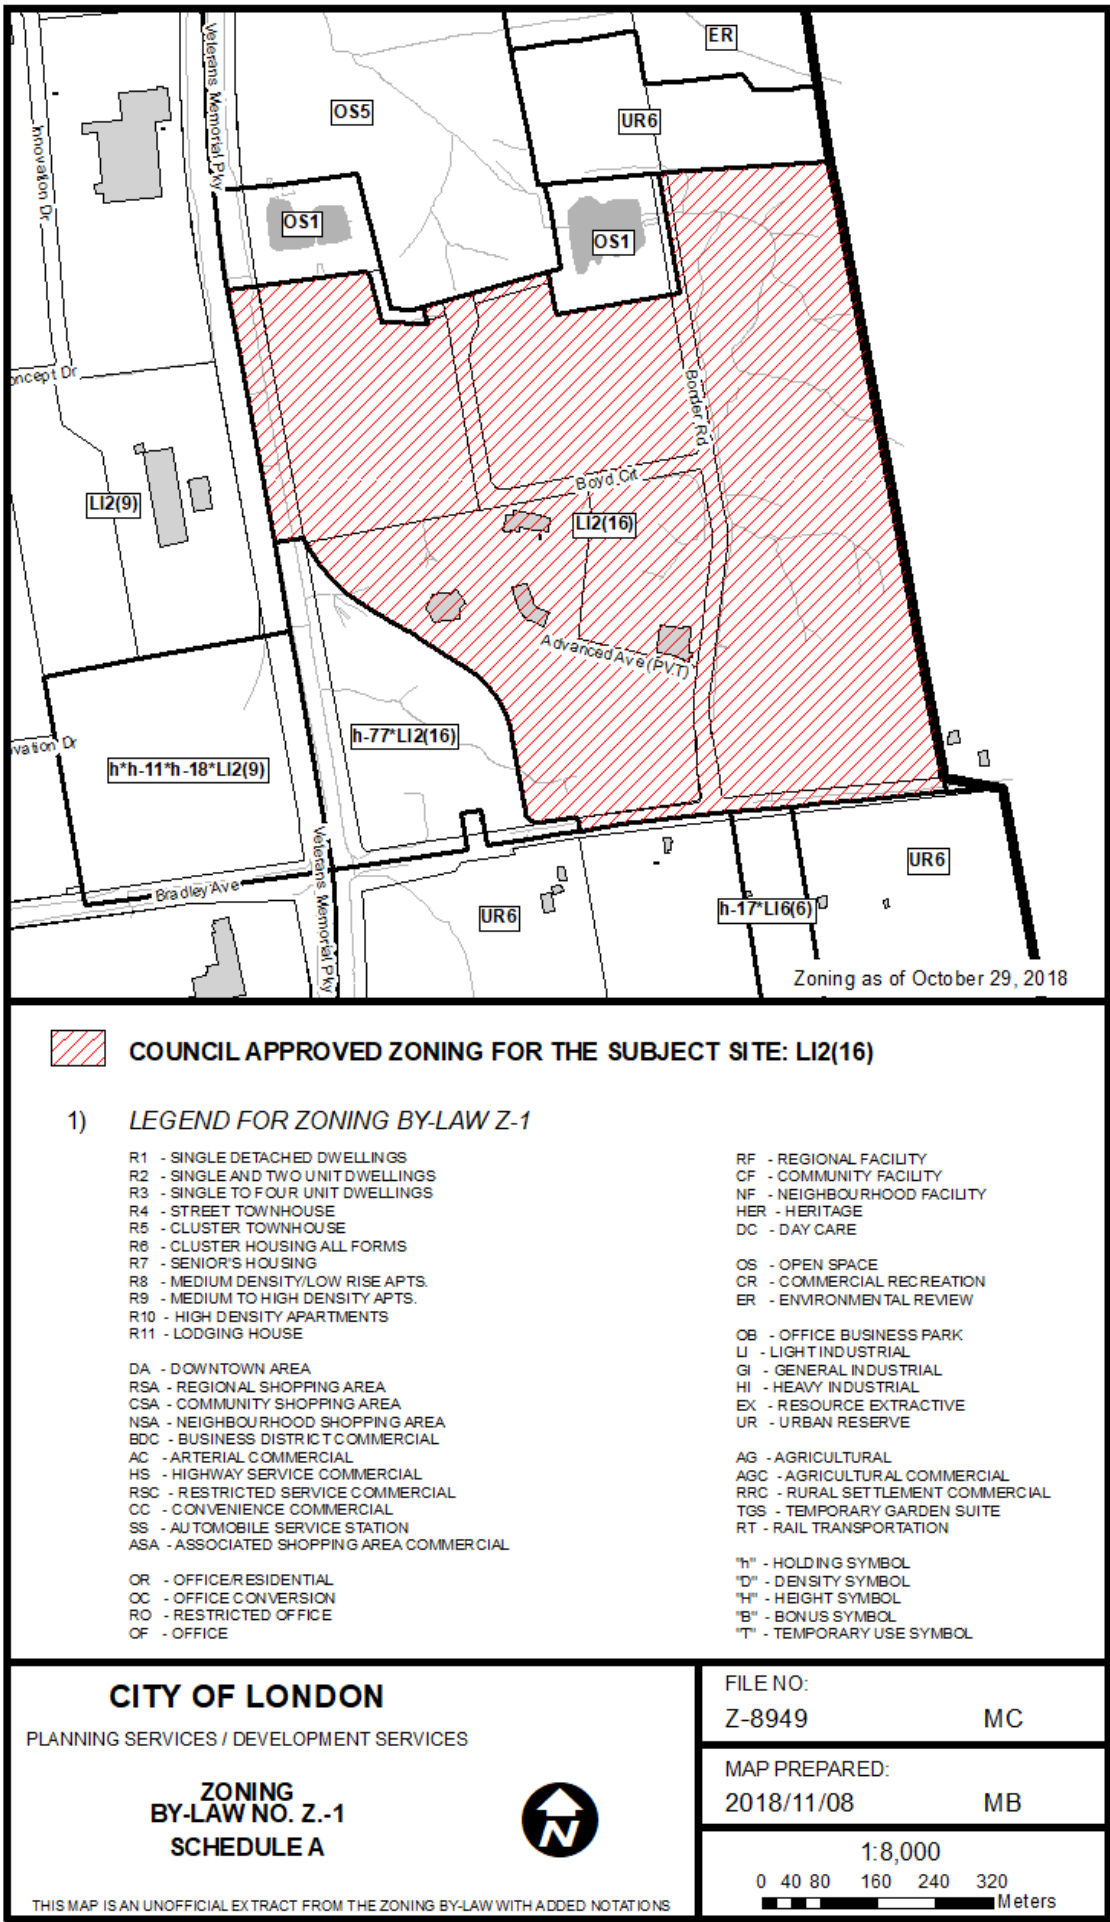 Veterans Memorial Pky
ER
OS5
UR6
Innovation Dr
OS1
OS1
oncept Dr
Border Rd
Boyd Crt
LI2(9)
LI2(16)
Advanced Ave (PVT)
h-77*LI2(16)
vation Dr
h*h-11*h-18*LI2(9)
Veterans Memorial Pky
UR6
Bradley Ave
h-17*LI6(6)
UR6
Zoning as of October 29, 2018
COUNCIL APPROVED ZONING FOR THE SUBJECT SITE: LI2(16)
1) LEGEND FOR ZONING BY-LAW Z-1
R1 - SINGLE DETACHED DWELLINGS
R2 - SINGLE AND TWO UNIT DWELLINGS
R3 - SINGLE TO FOUR UNIT DWELLINGS
R4 - STREET TOWNHOUSE
R5 - CLUSTER TOWNHOUSE
R6 - CLUSTER HOUSING ALL FORMS
R7 - SENIOR'S HOUSING
R8 - MEDIUM DENSITY/LOW RISE APTS.
R9 - MEDIUM TO HIGH DENSITY APTS.
R10 - HIGH DENSITY APARTMENTS
R11 - LODGING HOUSE
DA - DOWNTOWN AREA
RSA - REGIONAL SHOPPING AREA
CSA - COMMUNITY SHOPPING AREA
NSA - NEIGHBOURHOOD SHOPPING AREA
BDC - BUSINESS DISTRICT COMMERCIAL
AC - ARTERIAL COMMERCIAL
HS - HIGHWAY SERVICE COMMERCIAL
RSC - RESTRICTED SERVICE COMMERCIAL
CC - CONVENIENCE COMMERCIAL
SS - AUTOMOBILE SERVICE STATION
ASA - ASSOCIATED SHOPPING AREA COMMERCIAL
OR - OFFICE/RESIDENTIAL
OC - OFFICE CONVERSION
RO - RESTRICTED OFFICE
OF - OFFICE
RF - REGIONAL FACILITY
CF - COMMUNITY FACILITY
NF - NEIGHBOURHOOD FACILITY
HER - HERITAGE
DC - DAY CARE
OS - OPEN SPACE
CR - COMMERCIAL RECREATION
ER - ENVIRONMENTAL REVIEW
OB - OFFICE BUSINESS PARK
LI - LIGHT INDUSTRIAL
GI - GENERAL INDUSTRIAL
HI - HEAVY INDUSTRIAL
EX - RESOURCE EXTRACTIVE
UR - URBAN RESERVE
AG - AGRICULTURAL
AGC - AGRICULTURAL COMMERCIAL
RRC - RURAL SETTLEMENT COMMERCIAL
TGS - TEMPORARY GARDEN SUITE
RT - RAIL TRANSPORTATION
"h" - HOLDING SYMBOL
"D" - DENSITY SYMBOL
"H" - HEIGHT SYMBOL
"B" - BONUS SYMBOL
"T" - TEMPORARY USE SYMBOL
CITY OF LONDON
PLANNING SERVICES / DEVELOPMENT SERVICES
ZONING
BY-LAW NO. Z.-1
SCHEDULE A
N
THIS MAP IS AN UNOFFICIAL EXTRACT FROM THE ZONING BY-LAW WITH ADDED NOTATIONS
FILE NO:
Z-8949 MC
MAP PREPARED:
2018/11/08 MB
1:8,000
0 40 80 160 240 320
Meters